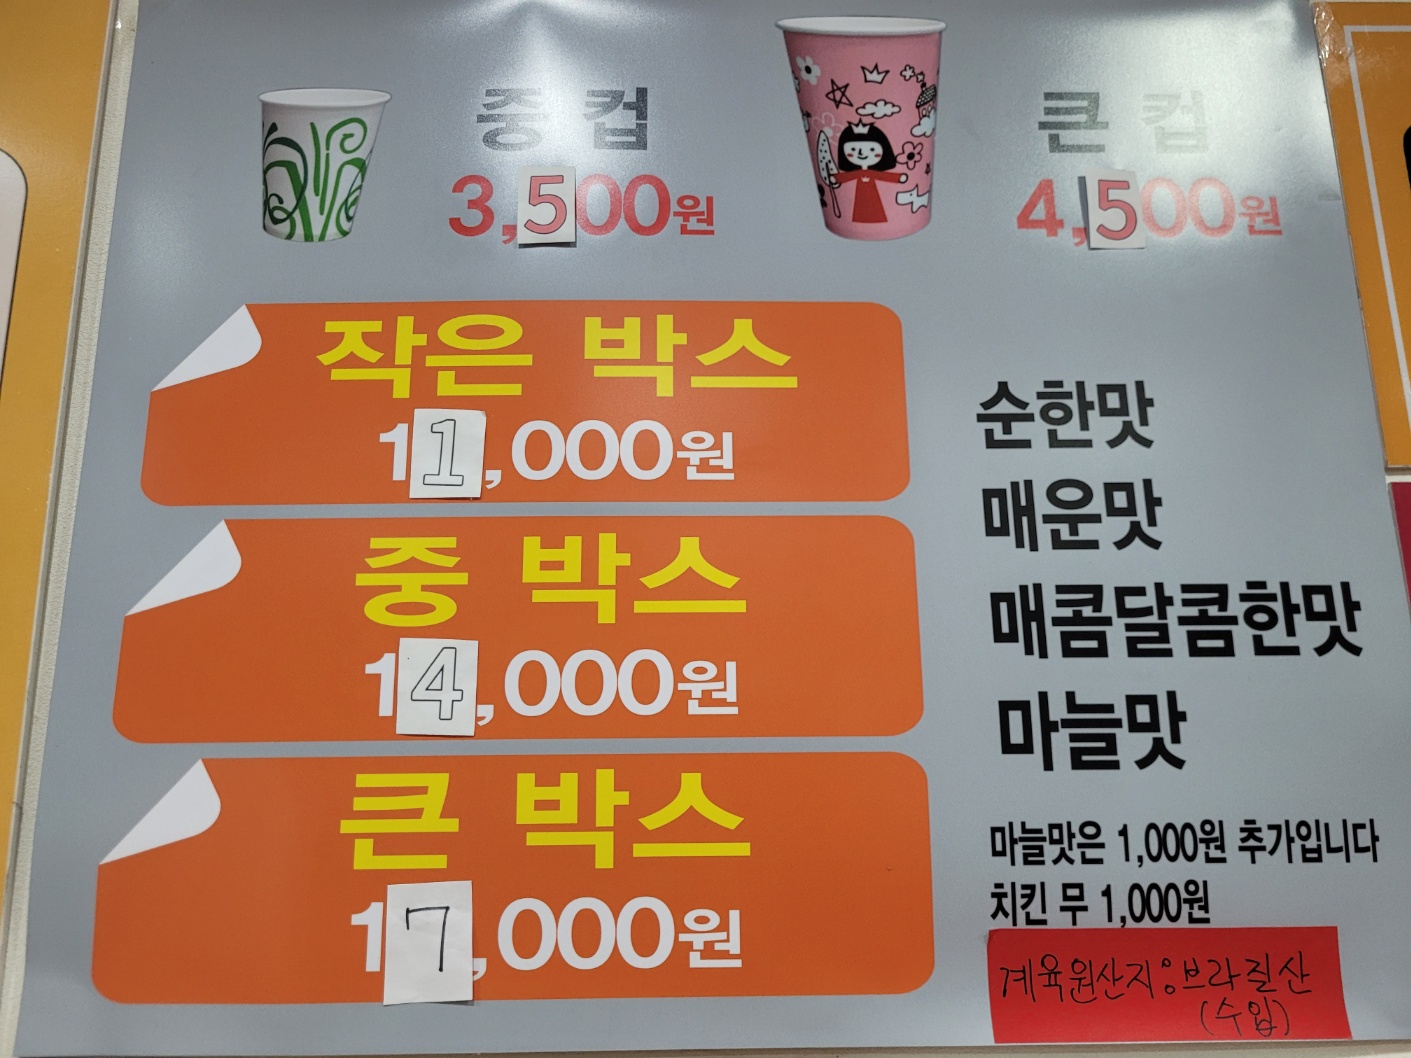 중 컵
3,500원
큰 컵
4,500원
작은 박스
11,000원
중 박스
14,000원
큰 박스
17,000원
순한맛
매운맛
매콤달콤한맛
마늘맛
마늘맛은 1,000원 추가입니다
치킨 무 1,000원
계육원산지:브라질산
(수입)